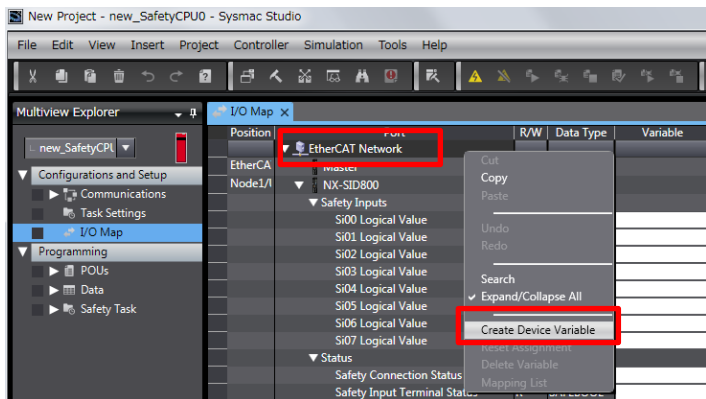 New Project - new_SafetyCPU0 - Sysmac Studio
File Edit View Insert Project Controller Simulation Tools Help
Multiview Explorer
I/O Map
new_SafetyCPU
Configurations and Setup
Communications
Task Settings
I/O Map
Programming
POUs
Data
Safety Task
Position Port R/W Data Type Variable
EtherCAT Network
EtherCA Master
Node1/ NX-SID800
Safety Inputs
Si00 Logical Value
Si01 Logical Value
Si02 Logical Value
Si03 Logical Value
Si04 Logical Value
Si05 Logical Value
Si06 Logical Value
Si07 Logical Value
Status
Safety Connection Status
Safety Input Terminal Status
Cut
Copy
Paste
Undo
Redo
Search
Expand/Collapse All
Create Device Variable
Reset Assignment
Delete Variable
Mapping List